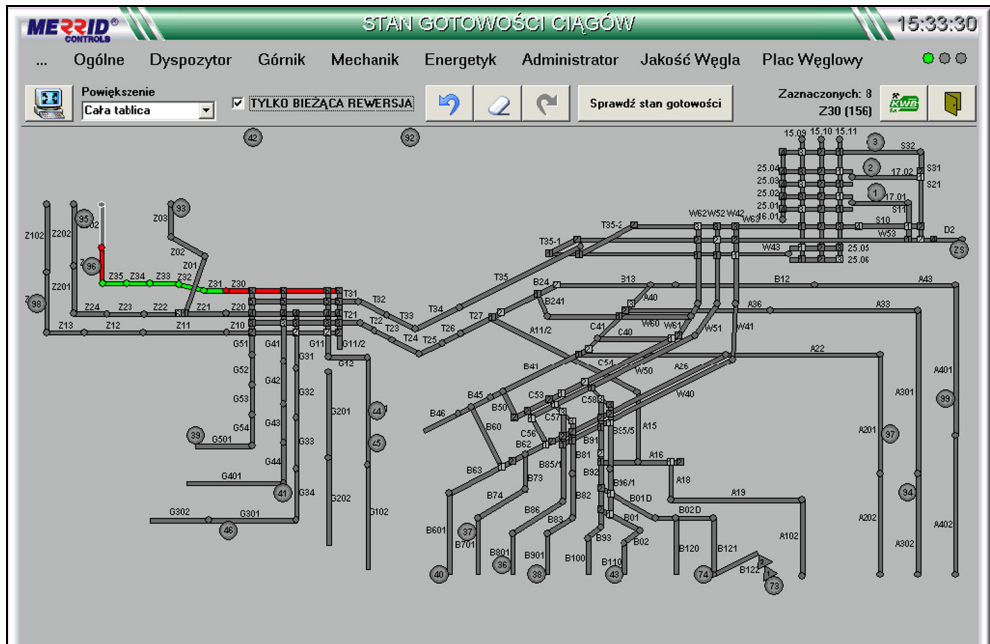 MERRID® CONTROLS
STAN GOTOWOŚCI CIĄGÓW
15:33:30
... Ogólne Dyspozytor Górnik Mechanik Energetyk Administrator Jakość Węgla Plac Węglowy
Powiększenie
Cała tablica
TYLKO BIEŻĄCA REWERSJA
Sprawdź stan gotowości
Zaznaczonych: 8
Z30 (156)
KWB
42 92
15.09 15.10 15.11 3 S32
25.04 2 17.02 S31
25.03 S21
25.02 1 17.01
25.01 S11
16.01 S10
W62 W52 W42 W63
T35-2 W53 D2
T35-1 W43 25.05 ZS
25.06
95 93
Z03
Z102 Z202
Z02
96 Z01
Z201
98
Z35 Z34 Z33 Z32 Z31 Z30
T31 T32 T33 T34 T35
Z24 Z23 Z22 Z21 Z20
T21 T22 T23 T24 T25 T26 T27
Z13 Z12 Z11 Z10
B24 B13 B12 A43
B241 A40 A36 A33
W60 W61 W51 W41
A11/2 C41 C40
G51 G41 G11 G11/2
G31 G12
C54 A22
B41 W50 A26
G52 G42 G32
W40
A301 A401
B45 B50 C53 C58
99
G53 G201 44
B46 C57
G54 G43 G33 45
B60 C56 A15 A201 97
39 G501
B62 B91 B55/5
G44
B63 B85/1 B81 A16
G401 41 G34 B73 B92 B96/1 A18
G202 B74 B82 B01D A19 94
G302 G301 G102
B86 B83 B01 B02D A202 A402
46
B601 37 B93 B02 A102 A302
B701 B801 B901 B100 B110 B120 B121
36
40 38 43 74 B122 73